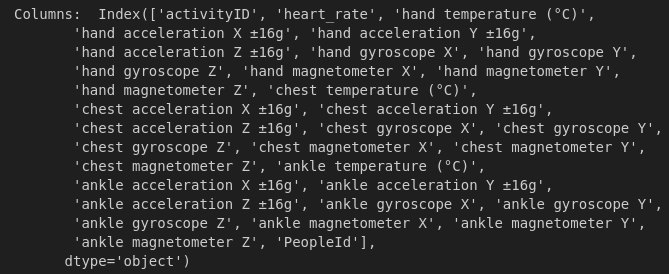 Columns:  Index(['activityID', 'heart_rate', 'hand temperature (°C)',
       'hand acceleration X ±16g', 'hand acceleration Y ±16g',
       'hand acceleration Z ±16g', 'hand gyroscope X', 'hand gyroscope Y',
       'hand gyroscope Z', 'hand magnetometer X', 'hand magnetometer Y',
       'hand magnetometer Z', 'chest temperature (°C)',
       'chest acceleration X ±16g', 'chest acceleration Y ±16g',
       'chest acceleration Z ±16g', 'chest gyroscope X', 'chest gyroscope Y',
       'chest gyroscope Z', 'chest magnetometer X', 'chest magnetometer Y',
       'chest magnetometer Z', 'ankle temperature (°C)',
       'ankle acceleration X ±16g', 'ankle acceleration Y ±16g',
       'ankle acceleration Z ±16g', 'ankle gyroscope X', 'ankle gyroscope Y',
       'ankle gyroscope Z', 'ankle magnetometer X', 'ankle magnetometer Y',
       'ankle magnetometer Z', 'PeopleId'],
      dtype='object')